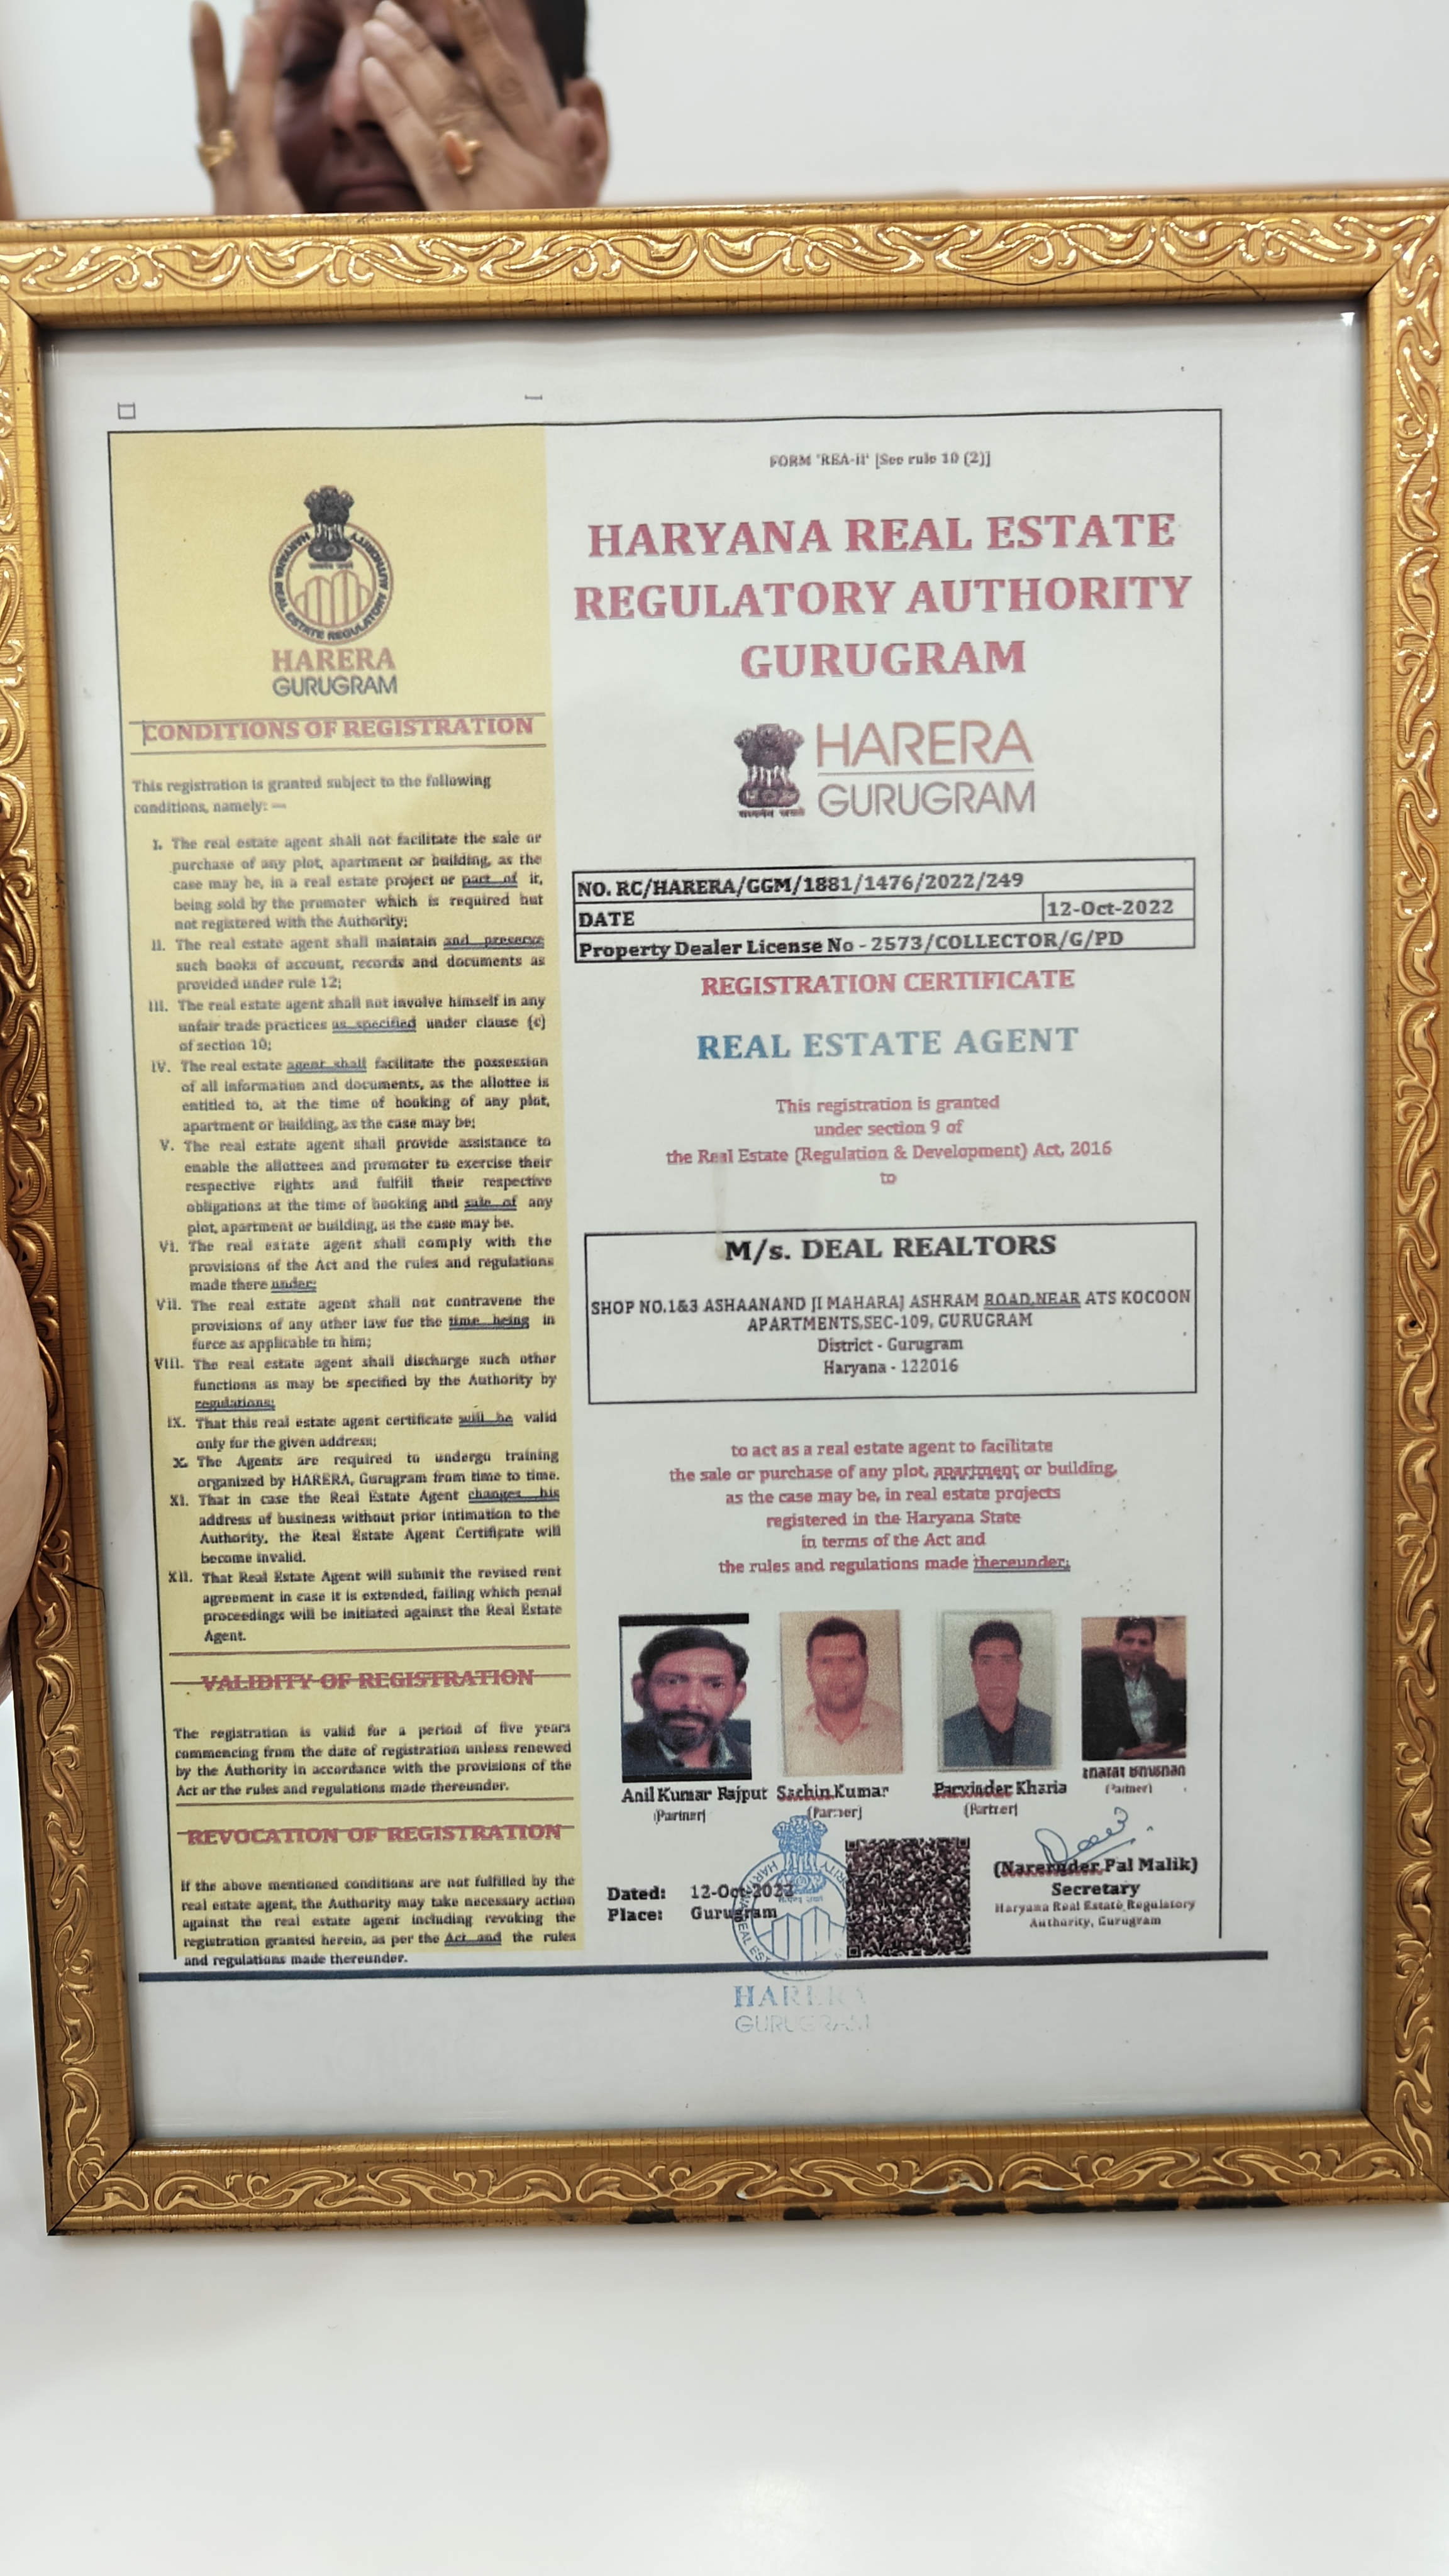 HARYANA REAL ESTATE REGULATORY AUTHORITY
HARERA
GURUGRAM
CONDITIONS OF REGISTRATION
This registration is granted subject to the following
conditions, namely: —
I. The real estate agent shall not facilitate the sale or
purchase of any plot, apartment or building, as the
case may be, in a real estate project or part of it,
being sold by the promoter which is required but
not registered with the Authority;
II. The real estate agent shall maintain and preserve
such books of account, records and documents as
provided under rule 12;
III. The real estate agent shall not involve himself in any
unfair trade practices as specified under clause (c)
of section 10;
IV. The real estate agent shall facilitate the possession
of all information and documents, as the allottee is
entitled to, at the time of booking of any plot,
apartment or building, as the case may be;
V. The real estate agent shall provide assistance to
enable the allottees and promoter to exercise their
respective rights and fulfill their respective
obligations at the time of booking and sale of any
plot, apartment or building, as the case may be.
VI. The real estate agent shall comply with the
provisions of the Act and the rules and regulations
made there under;
VII. The real estate agent shall not contravene the
provisions of any other law for the time being in
force as applicable to him;
VIII. The real estate agent shall discharge such other
functions as may be specified by the Authority by
regulations;
IX. That this real estate agent certificate will be valid
only for the given address;
X. The Agents are required to undergo training
organized by HARERA, Gurugram from time to time.
XI. That in case the Real Estate Agent changes his
address of business without prior intimation to the
Authority, the Real Estate Agent Certificate will
become invalid.
XII. That Real Estate Agent will submit the revised rent
agreement in case it is extended, failing which penal
proceedings will be initiated against the Real Estate
Agent.
VALIDITY OF REGISTRATION
The registration is valid for a period of five years
commencing from the date of registration unless renewed
by the Authority in accordance with the provisions of the
Act or the rules and regulations made thereunder.
REVOCATION OF REGISTRATION
If the above mentioned conditions are not fulfilled by the
real estate agent, the Authority may take necessary action
against the real estate agent including revoking the
registration granted herein, as per the Act and the rules
and regulations made thereunder.
FORM 'REA-II' [See rule 10 (2)]
HARYANA REAL ESTATE
REGULATORY AUTHORITY
GURUGRAM
HARERA
GURUGRAM
सत्यमेव जयते
NO. RC/HARERA/GGM/1881/1476/2022/249
DATE 12-Oct-2022
Property Dealer License No - 2573/COLLECTOR/G/PD
REGISTRATION CERTIFICATE
REAL ESTATE AGENT
This registration is granted
under section 9 of
the Real Estate (Regulation & Development) Act, 2016
to
M/s. DEAL REALTORS
SHOP NO.1&3 ASHAANAND JI MAHARAJ ASHRAM ROAD,NEAR ATS KOCOON
APARTMENTS,SEC-109, GURUGRAM
District - Gurugram
Haryana - 122016
to act as a real estate agent to facilitate
the sale or purchase of any plot, apartment or building,
as the case may be, in real estate projects
registered in the Haryana State
in terms of the Act and
the rules and regulations made thereunder;
Anil Kumar Rajput Sachin Kumar Parvinder Kharia Bharat Bhushan
(Partner) (Partner) (Partner) (Partner)
(Narernder Pal Malik)
Secretary
Haryana Real Estate Regulatory
Authority, Gurugram
Dated: 12-Oct-2022
Place: Gurugram
HARERA
GURUGRAM